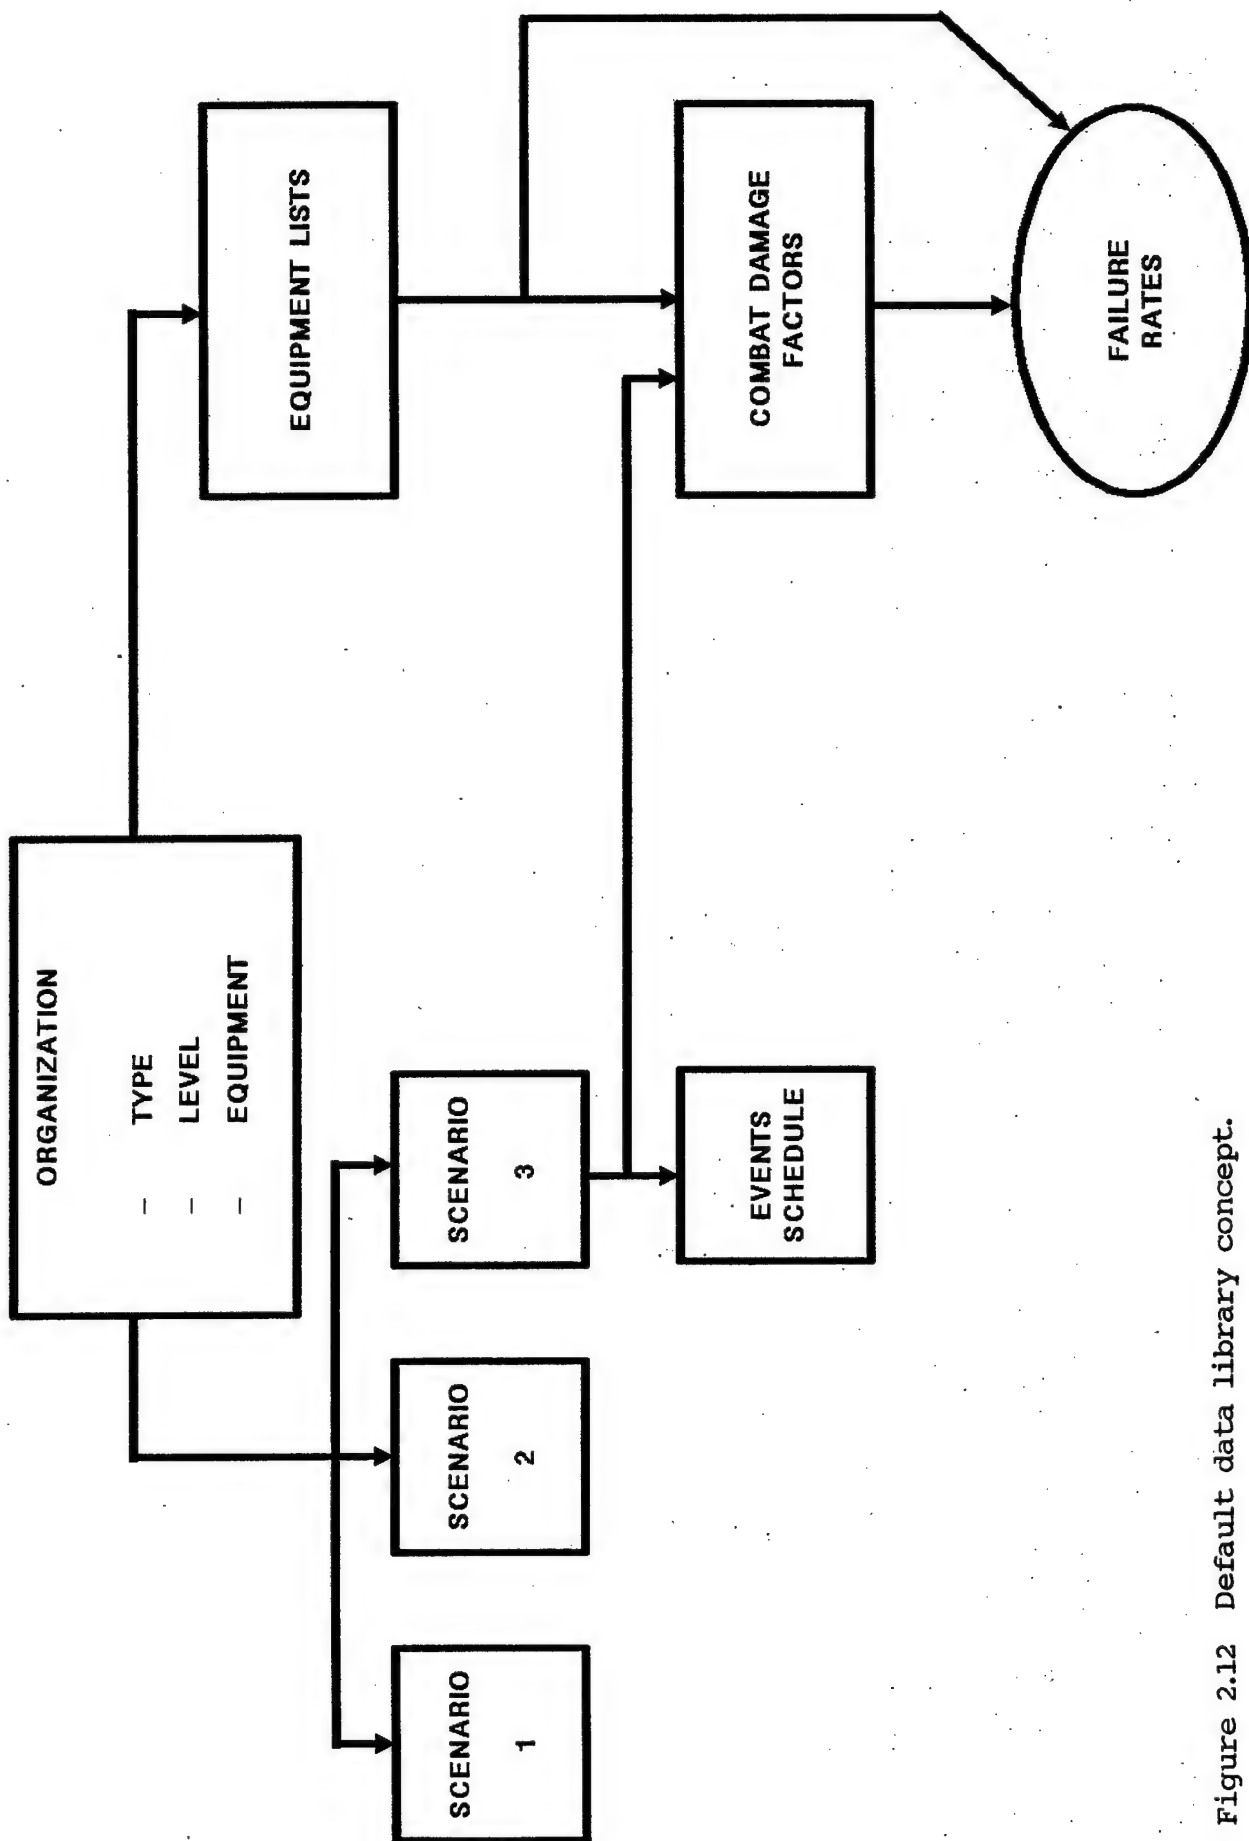 ORGANIZATION
– TYPE
– LEVEL
– EQUIPMENT
EQUIPMENT LISTS
SCENARIO
1
SCENARIO
2
SCENARIO
3
EVENTS
SCHEDULE
COMBAT DAMAGE
FACTORS
FAILURE
RATES
Figure 2.12 Default data library concept.